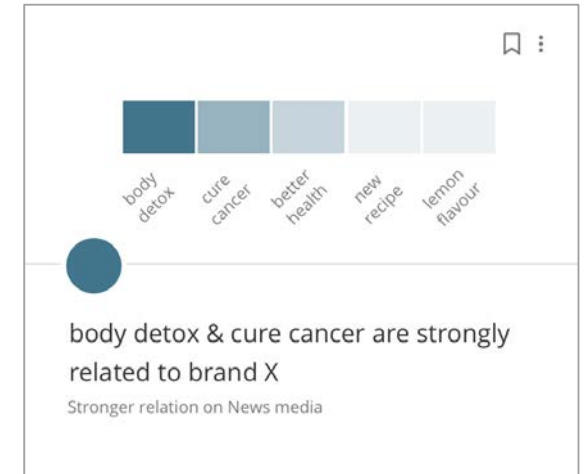 body
detox
cure
cancer
better
health
new
recipe
lemon
flavour
body detox & cure cancer are strongly
related to brand X
Stronger relation on News media